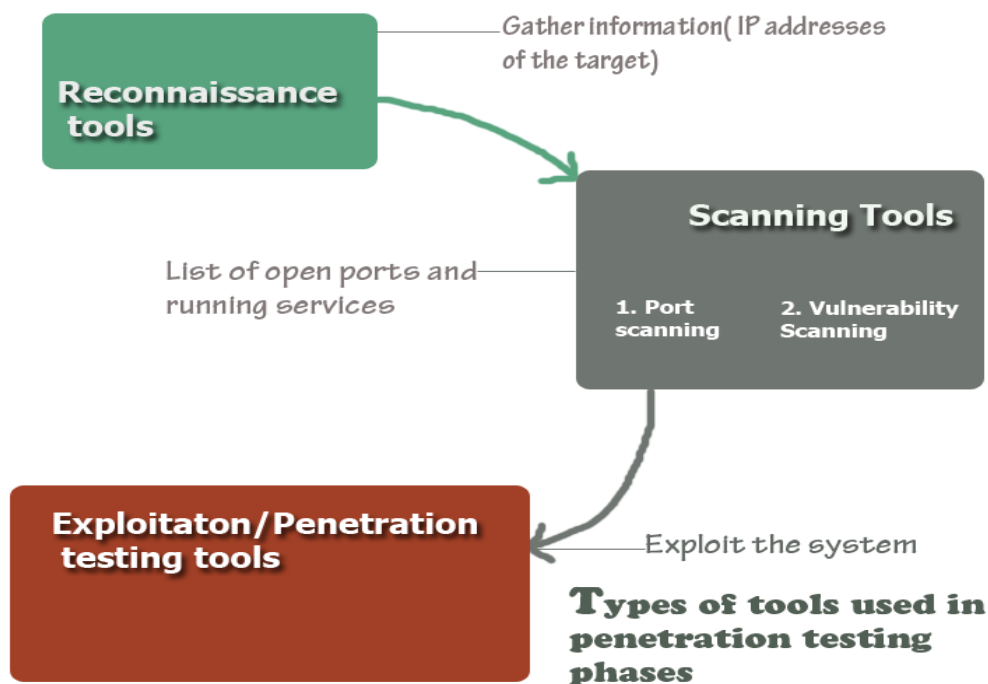 Gather information( IP addresses
of the target)
Reconnaissance
tools
Scanning Tools
List of open ports and
running services
1. Port
scanning
2. Vulnerability
Scanning
Exploitaton/Penetration
testing tools
Exploit the system
Types of tools used in
penetration testing
phases